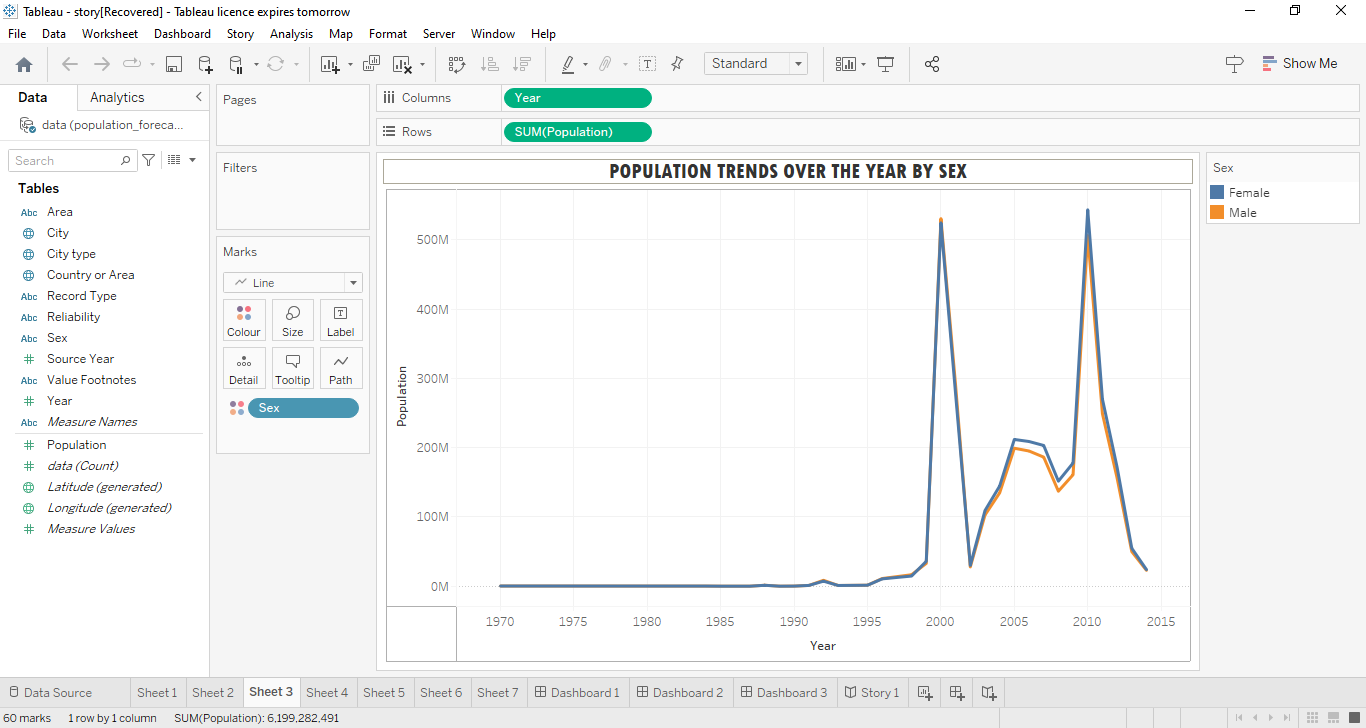 Tableau - story[Recovered] - Tableau licence expires tomorrow
File Data Worksheet Dashboard Story Analysis Map Format Server Window Help
Standard
Show Me
Data Analytics
data (population_foreca...
Search
Tables
Abc Area
City
City type
Country or Area
Abc Record Type
Abc Reliability
Abc Sex
Source Year
Abc Value Footnotes
Year
Abc Measure Names
Population
data (Count)
Latitude (generated)
Longitude (generated)
Measure Values
Pages
Filters
Marks
Line
Colour Size Label
Detail Tooltip Path
Sex
Columns Year
Rows SUM(Population)
POPULATION TRENDS OVER THE YEAR BY SEX
Population
500M
400M
300M
200M
100M
0M
1970 1975 1980 1985 1990 1995 2000 2005 2010 2015
Year
Sex
Female
Male
Data Source Sheet 1 Sheet 2 Sheet 3 Sheet 4 Sheet 5 Sheet 6 Sheet 7 Dashboard 1 Dashboard 2 Dashboard 3 Story 1
60 marks 1 row by 1 column SUM(Population): 6,199,282,491